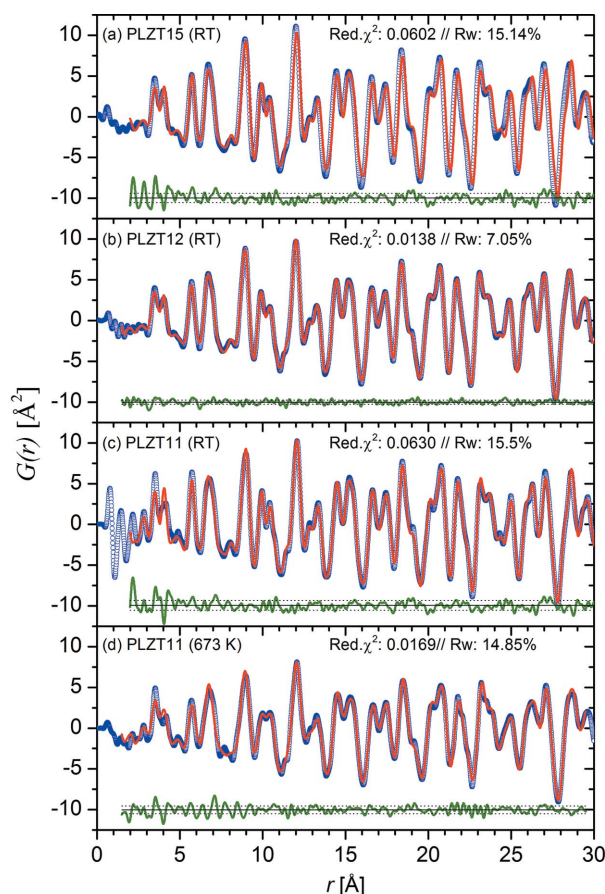 10
(a) PLZT15 (RT) Red.χ²: 0.0602 // Rw: 15.14%
5
0
-5
-10
10
(b) PLZT12 (RT) Red.χ²: 0.0138 // Rw: 7.05%
5
0
-5
-10
G(r) [Å²]
10
(c) PLZT11 (RT) Red.χ²: 0.0630 // Rw: 15.5%
5
0
-5
-10
10
(d) PLZT11 (673 K) Red.χ²: 0.0169// Rw: 14.85%
5
0
-5
-10
0 5 10 15 20 25 30
r [Å]